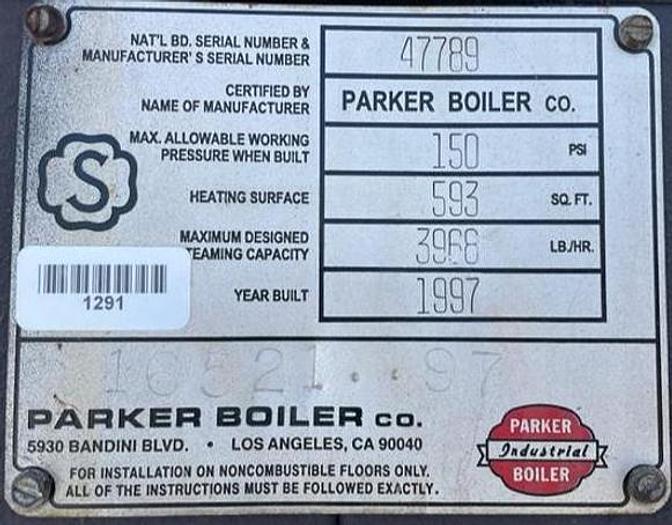 NAT'L BD. SERIAL NUMBER &
MANUFACTURER'S SERIAL NUMBER
47789
CERTIFIED BY
NAME OF MANUFACTURER
PARKER BOILER CO.
MAX. ALLOWABLE WORKING
PRESSURE WHEN BUILT
150 PSI
S
HEATING SURFACE
593 SQ. FT.
MAXIMUM DESIGNED
TEAMING CAPACITY
3968 LB./HR.
YEAR BUILT
1997
1291
PARKER BOILER CO.
5930 BANDINI BLVD. • LOS ANGELES, CA 90040
FOR INSTALLATION ON NONCOMBUSTIBLE FLOORS ONLY.
ALL OF THE INSTRUCTIONS MUST BE FOLLOWED EXACTLY.
PARKER
Industrial
BOILER